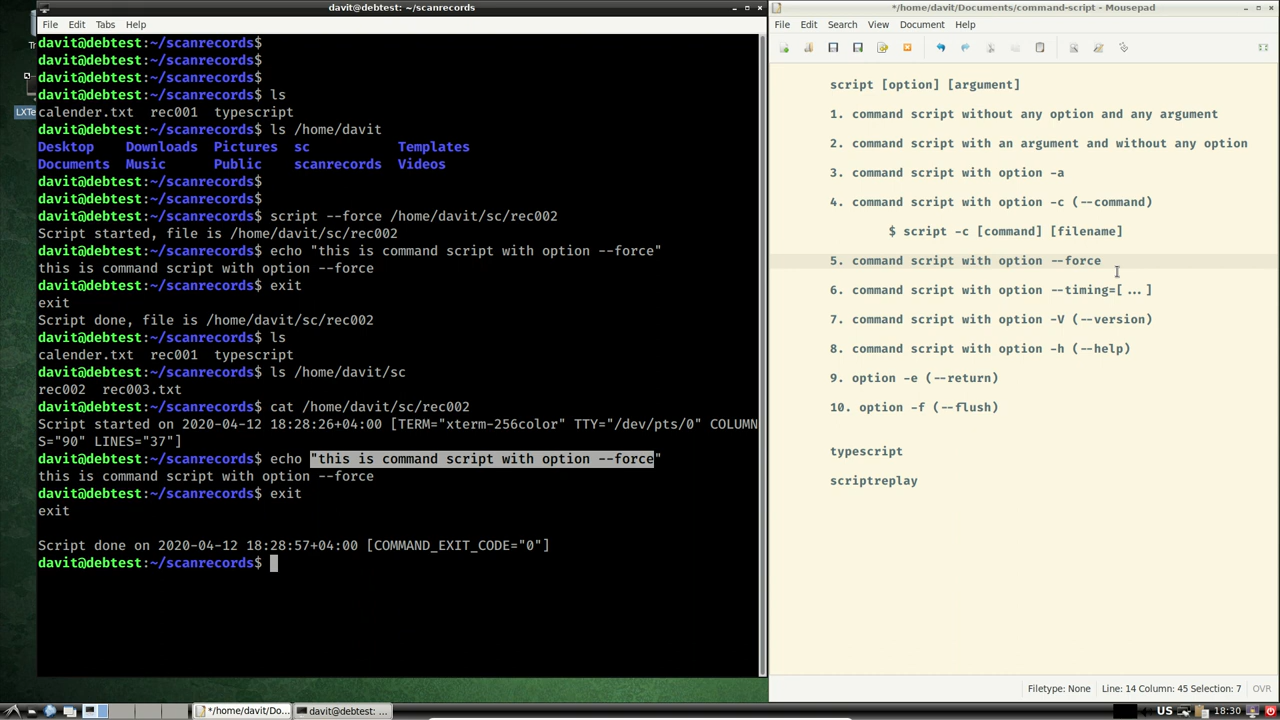 davit@debtest: ~/scanrecords
File Edit Tabs Help
davit@debtest:~/scanrecords$
davit@debtest:~/scanrecords$
davit@debtest:~/scanrecords$
davit@debtest:~/scanrecords$ ls
calender.txt rec001 typescript
davit@debtest:~/scanrecords$ ls /home/davit
Desktop Downloads Pictures sc Templates
Documents Music Public scanrecords Videos
davit@debtest:~/scanrecords$
davit@debtest:~/scanrecords$
davit@debtest:~/scanrecords$ script --force /home/davit/sc/rec002
Script started, file is /home/davit/sc/rec002
davit@debtest:~/scanrecords$ echo "this is command script with option --force"
this is command script with option --force
davit@debtest:~/scanrecords$ exit
exit
Script done, file is /home/davit/sc/rec002
davit@debtest:~/scanrecords$ ls
calender.txt rec001 typescript
davit@debtest:~/scanrecords$ ls /home/davit/sc
rec002 rec003.txt
davit@debtest:~/scanrecords$ cat /home/davit/sc/rec002
Script started on 2020-04-12 18:28:26+04:00 [TERM="xterm-256color" TTY="/dev/pts/0" COLUMN
S="90" LINES="37"]
davit@debtest:~/scanrecords$ echo "this is command script with option --force"
this is command script with option --force
davit@debtest:~/scanrecords$ exit
exit
Script done on 2020-04-12 18:28:57+04:00 [COMMAND_EXIT_CODE="0"]
davit@debtest:~/scanrecords$
*/home/davit/Documents/command-script - Mousepad
File Edit Search View Document Help
script [option] [argument]
1. command script without any option and any argument
2. command script with an argument and without any option
3. command script with option -a
4. command script with option -c (--command)
$ script -c [command] [filename]
5. command script with option --force
6. command script with option --timing=[...]
7. command script with option -V (--version)
8. command script with option -h (--help)
9. option -e (--return)
10. option -f (--flush)
typescript
scriptreplay
Filetype: None Line: 14 Column: 45 Selection: 7 OVR
*/home/davit/Do... davit@debtest: ... US 18:30